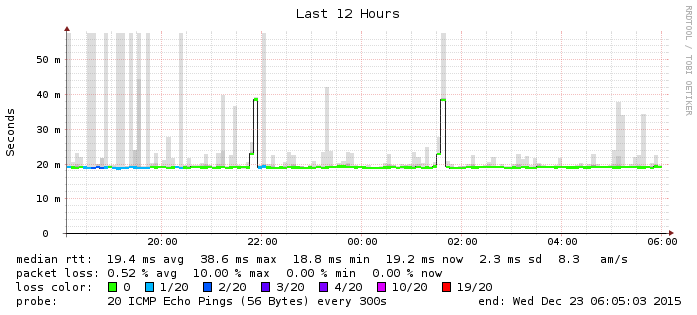 Last 12 Hours
RRDTOOL / TOBI OETIKER
Seconds
50 m
40 m
30 m
20 m
10 m
0
20:00 22:00 00:00 02:00 04:00 06:00
median rtt: 19.4 ms avg 38.6 ms max 18.8 ms min 19.2 ms now 2.3 ms sd 8.3 am/s
packet loss: 0.52 % avg 10.00 % max 0.00 % min 0.00 % now
loss color: 0 1/20 2/20 3/20 4/20 10/20 19/20
probe: 20 ICMP Echo Pings (56 Bytes) every 300s end: Wed Dec 23 06:05:03 2015